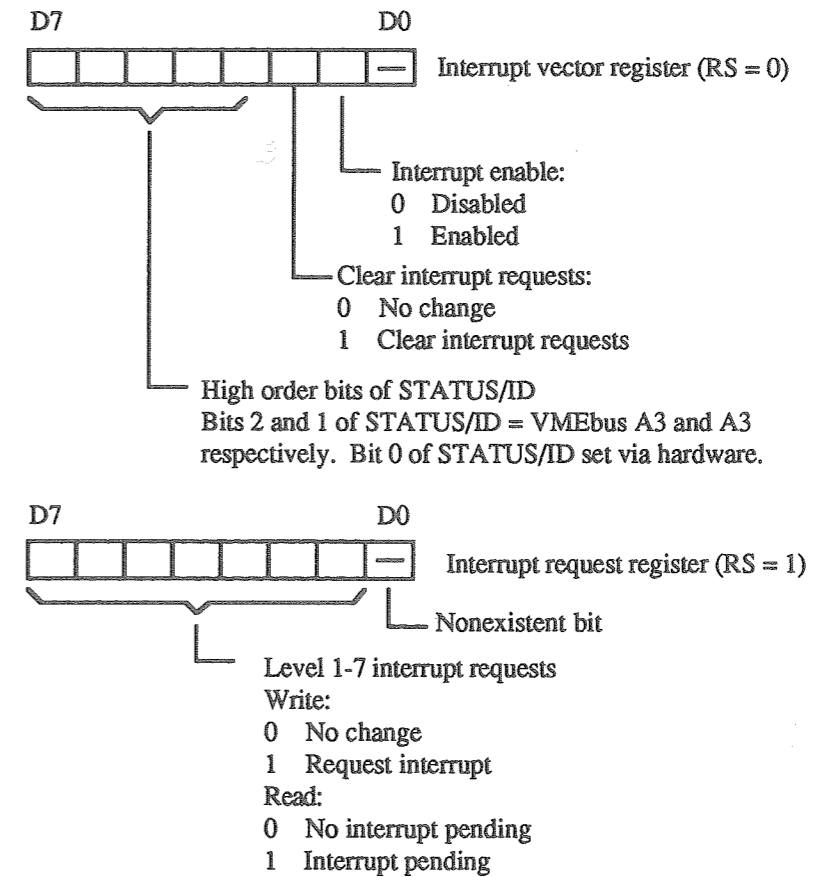 D7 D0
— Interrupt vector register (RS = 0)
Interrupt enable:
0 Disabled
1 Enabled
Clear interrupt requests:
0 No change
1 Clear interrupt requests
High order bits of STATUS/ID
Bits 2 and 1 of STATUS/ID = VMEbus A3 and A3
respectively. Bit 0 of STATUS/ID set via hardware.
D7 D0
— Interrupt request register (RS = 1)
Nonexistent bit
Level 1-7 interrupt requests
Write:
0 No change
1 Request interrupt
Read:
0 No interrupt pending
1 Interrupt pending